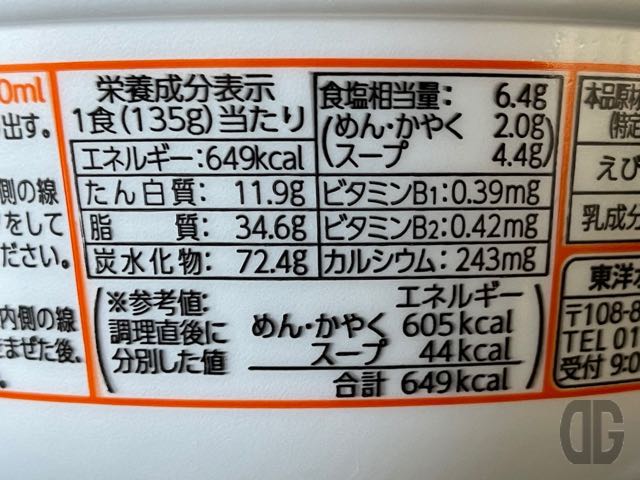 0ml
出す。
側の線
りをして
ださい。
内側の線
まぜた後、
栄養成分表示
1食(135g)当たり
エネルギー:649kcal
たん白質: 11.9g
脂 質: 34.6g
炭水化物: 72.4g
食塩相当量: 6.4g
(めん・かやく 2.0g)
(スープ 4.4g)
ビタミンB1:0.39mg
ビタミンB2:0.42mg
カルシウム: 243mg
(※参考値:
調理直後に
分別した値)
エネルギー
めん・かやく 605kcal
スープ 44kcal
合計 649kcal
本品原材
(特定
えび
乳成分
東洋水
〒108-8
TEL 01
受付 9:0
DG